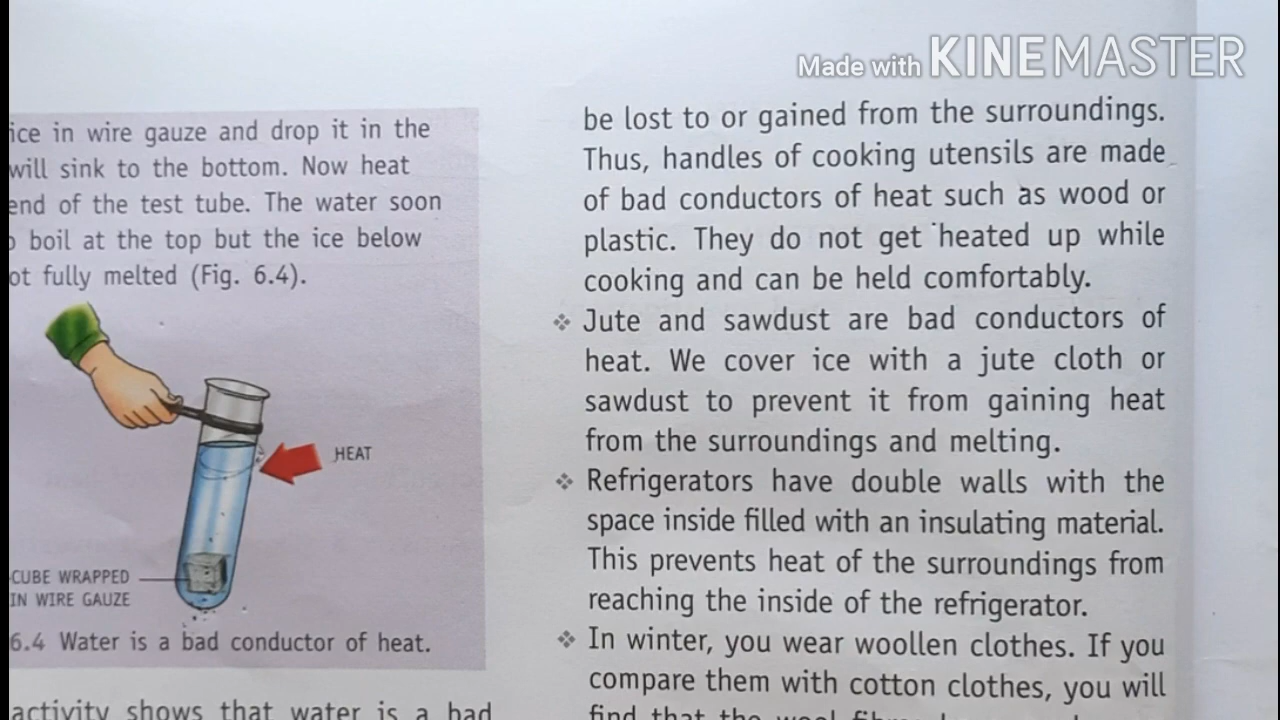 Made with KINEMASTER
ice in wire gauze and drop it in the
will sink to the bottom. Now heat
end of the test tube. The water soon
boil at the top but the ice below
fully melted (Fig. 6.4).
HEAT
CUBE WRAPPED
IN WIRE GAUZE
6.4 Water is a bad conductor of heat.
activity shows that water is a bad
be lost to or gained from the surroundings.
Thus, handles of cooking utensils are made
of bad conductors of heat such as wood or
plastic. They do not get heated up while
cooking and can be held comfortably.
❖ Jute and sawdust are bad conductors of
heat. We cover ice with a jute cloth or
sawdust to prevent it from gaining heat
from the surroundings and melting.
❖ Refrigerators have double walls with the
space inside filled with an insulating material.
This prevents heat of the surroundings from
reaching the inside of the refrigerator.
❖ In winter, you wear woollen clothes. If you
compare them with cotton clothes, you will
find that the wool